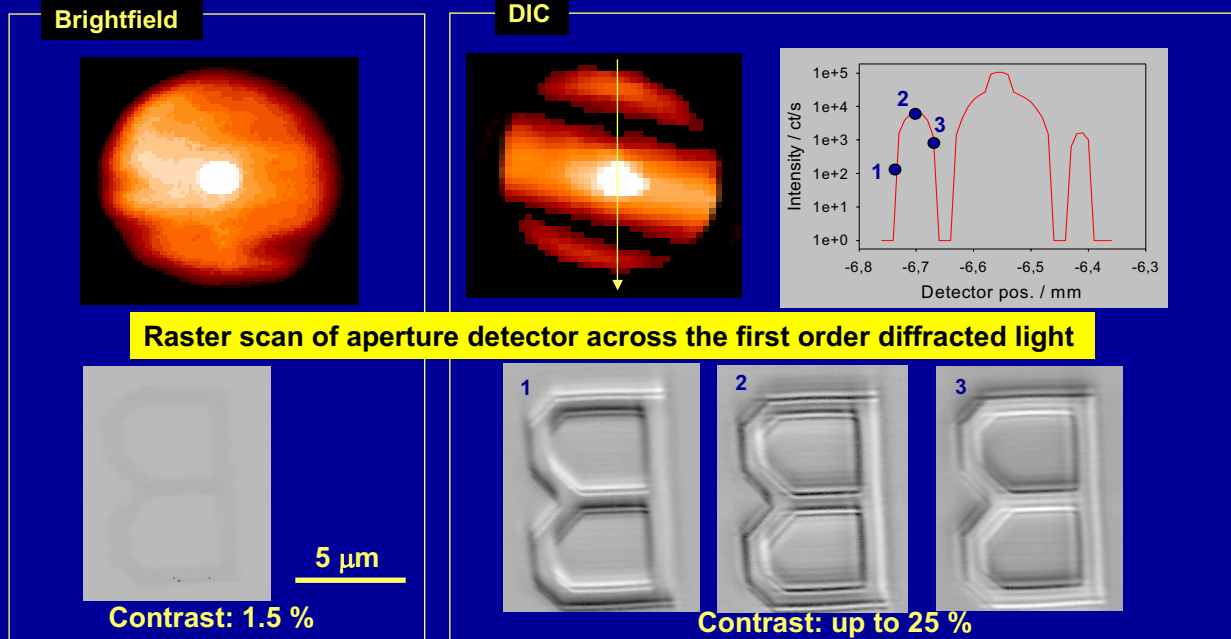 Brightfield
DIC
1e+5
1e+4
1e+3
1e+2
1e+1
1e+0
Intensity / ct/s
1
2
3
-6,8 -6,7 -6,6 -6,5 -6,4 -6,3
Detector pos. / mm
Raster scan of aperture detector across the first order diffracted light
5 μm
Contrast: 1.5 %
1
2
3
Contrast: up to 25 %